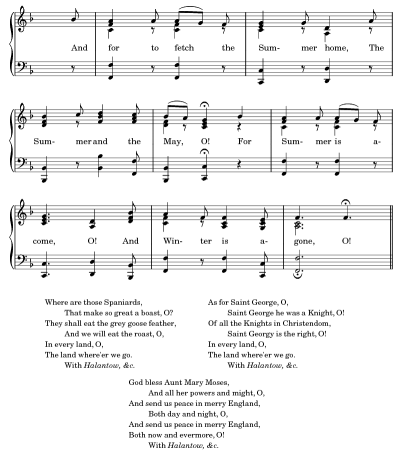 And for to fetch the Sum- mer home, The
Sum- mer and the May, O! For Sum- mer is a-
come, O! And Win- ter is a- gone, O!
Where are those Spaniards,
That make so great a boast, O?
They shall eat the grey goose feather,
And we will eat the roast, O,
In every land, O,
The land where'er we go.
With Halantow, &c.
As for Saint George, O,
Saint George he was a Knight, O!
Of all the Knights in Christendom,
Saint Georgy is the right, O!
In every land, O,
The land where'er we go.
With Halantow, &c.
God bless Aunt Mary Moses,
And all her powers and might, O,
And send us peace in merry England,
Both day and night, O,
And send us peace in merry England,
Both now and evermore, O!
With Halantow, &c.